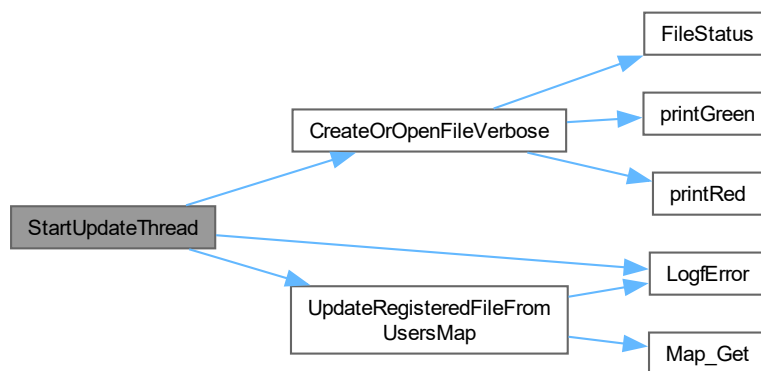 FileStatus
CreateOrOpenFileVerbose
printGreen
printRed
StartUpdateThread
LogfError
UpdateRegisteredFileFrom
UsersMap
Map_Get